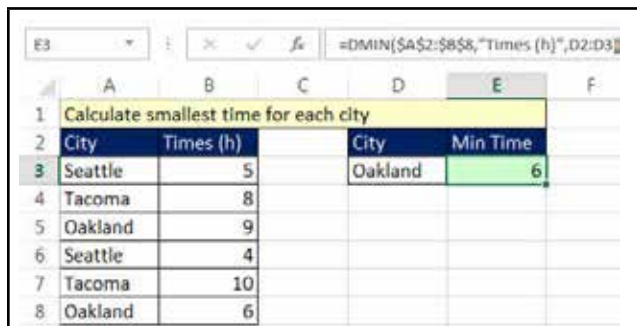 E3 fx =DMIN($A$2:$B$8,"Times (h)",D2:D3)
A B C D E F
1 Calculate smallest time for each city
2 City Times (h) City Min Time
3 Seattle 5 Oakland 6
4 Tacoma 8
5 Oakland 9
6 Seattle 4
7 Tacoma 10
8 Oakland 6